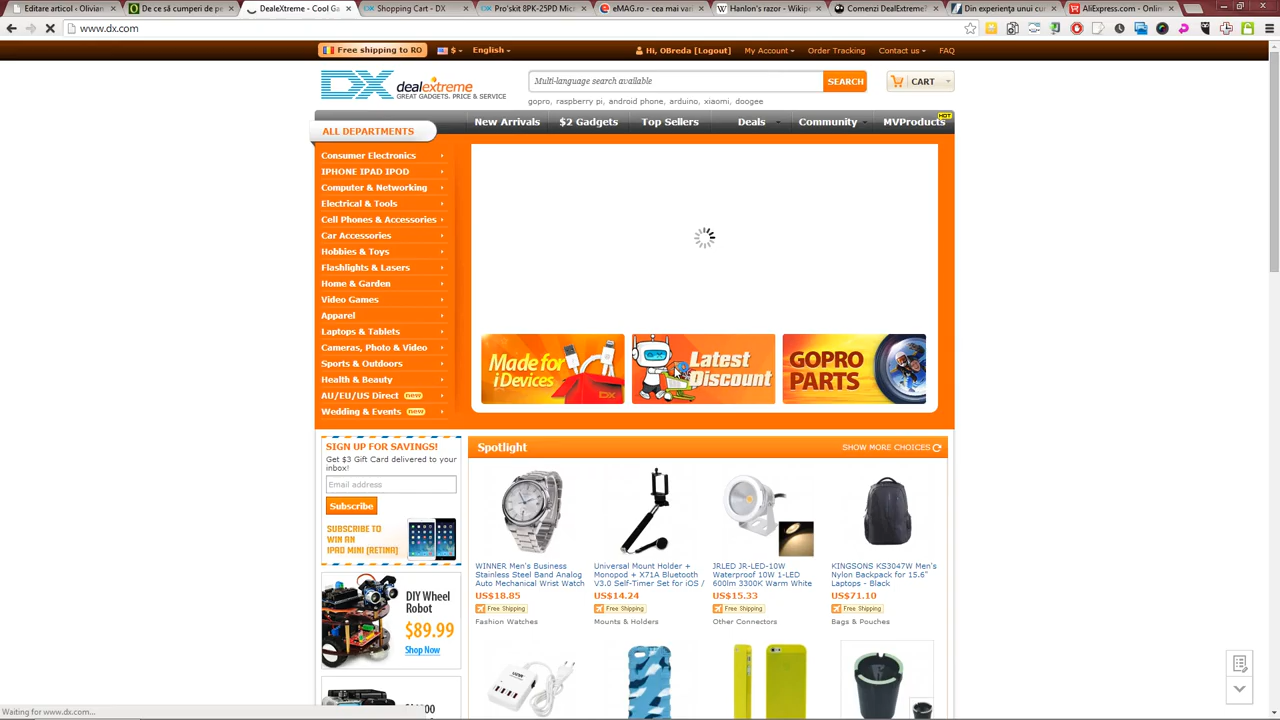 Editare articol ‹ Olivian
De ce să cumperi de pe
DealeXtreme - Cool Ga
Shopping Cart - DX
Pro'skit 8PK-25PD Mic
eMAG.ro - cea mai var
Hanlon's razor - Wikip
Comenzi DealExtreme?
Din experiența unui cu
AliExpress.com - Online
www.dx.com
Free shipping to RO
$
English
Hi, OBreda [Logout]
My Account
Order Tracking
Contact us
FAQ
DX dealextreme
GREAT GADGETS. PRICE & SERVICE
Multi-language search available
SEARCH
CART
gopro, raspberry pi, android phone, arduino, xiaomi, doogee
ALL DEPARTMENTS
New Arrivals
$2 Gadgets
Top Sellers
Deals
Community
MVProducts
HOT
Consumer Electronics
IPHONE IPAD IPOD
Computer & Networking
Electrical & Tools
Cell Phones & Accessories
Car Accessories
Hobbies & Toys
Flashlights & Lasers
Home & Garden
Video Games
Apparel
Laptops & Tablets
Cameras, Photo & Video
Sports & Outdoors
Health & Beauty
AU/EU/US Direct new
Wedding & Events new
Made for
iDevices
DX
Latest
Discount
GOPRO
PARTS
SIGN UP FOR SAVINGS!
Get $3 Gift Card delivered to your
inbox!
Email address
Subscribe
SUBSCRIBE TO
WIN AN
IPAD MINI (RETINA)
DIY Wheel
Robot
$89.99
Shop Now
Spotlight
SHOW MORE CHOICES
WINNER Men's Business
Stainless Steel Band Analog
Auto Mechanical Wrist Watch
US$18.85
Free Shipping
Fashion Watches
Universal Mount Holder +
Monopod + X71A Bluetooth
V3.0 Self-Timer Set for iOS /
US$14.24
Free Shipping
Mounts & Holders
JRLED JR-LED-10W
Waterproof 10W 1-LED
600lm 3300K Warm White
US$15.33
Free Shipping
Other Connectors
KINGSONS KS3047W Men's
Nylon Backpack for 15.6"
Laptops - Black
US$71.10
Free Shipping
Bags & Pouches
Waiting for www.dx.com...